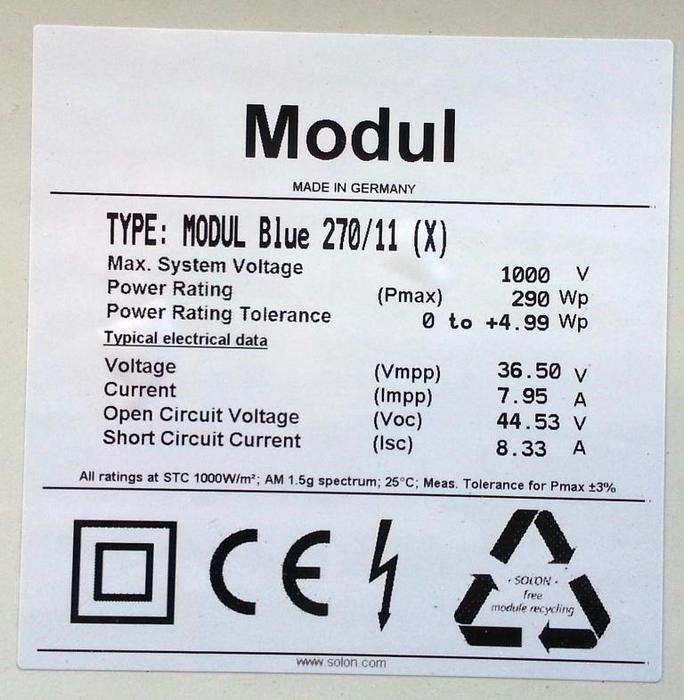 Modul
MADE IN GERMANY
TYPE: MODUL Blue 270/11 (X)
Max. System Voltage 1000 V
Power Rating (Pmax) 290 Wp
Power Rating Tolerance 0 to +4.99 Wp
Typical electrical data
Voltage (Vmpp) 36.50 V
Current (Impp) 7.95 A
Open Circuit Voltage (Voc) 44.53 V
Short Circuit Current (Isc) 8.33 A
All ratings at STC 1000W/m²; AM 1.5g spectrum; 25°C; Meas. Tolerance for Pmax ±3%
CE
- SOLON -
free
module recycling
www.solon.com